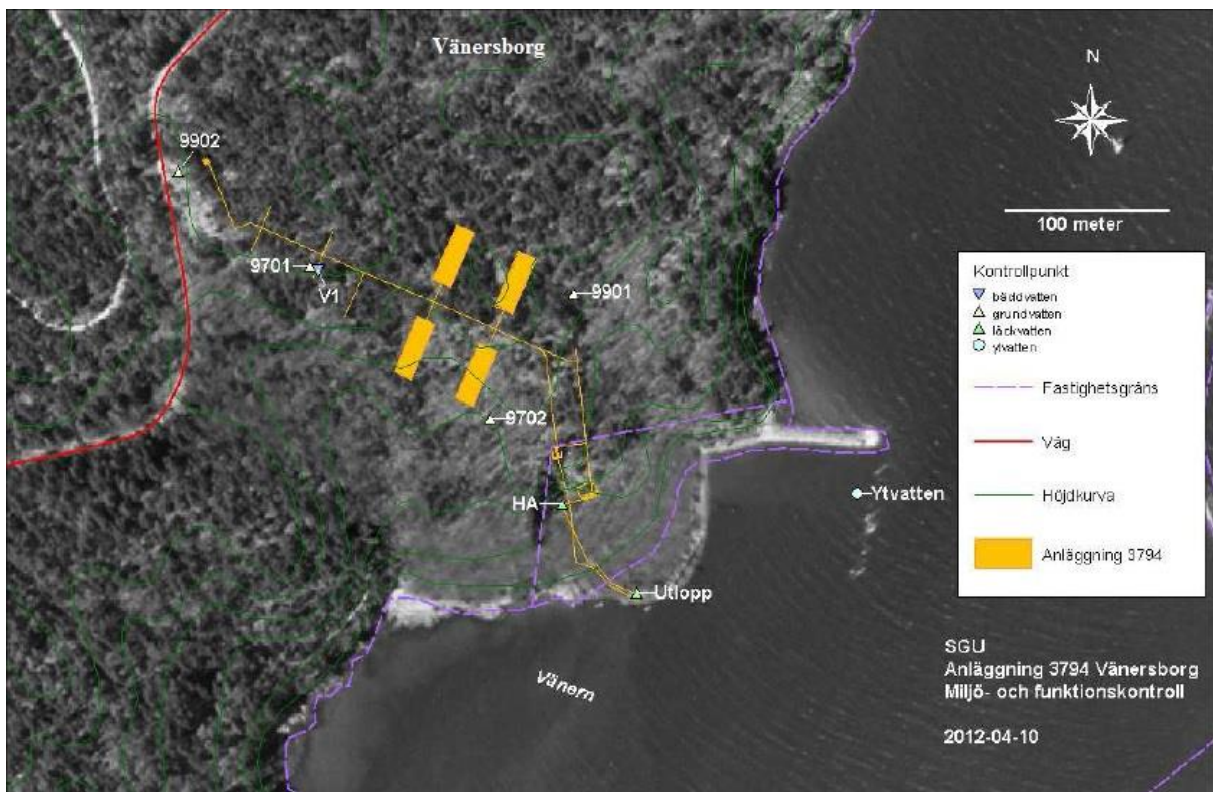 Vänersborg
N
9902
100 meter
9701
V1
9901
Kontrollpunkt
bäddvatten
grundvatten
läckvatten
ytvatten
Fastighetsgräns
9702
Väg
HA
Ytvatten
Höjdkurva
Anläggning 3794
Utlopp
Vänern
SGU
Anläggning 3794 Vänersborg
Miljö- och funktionskontroll
2012-04-10